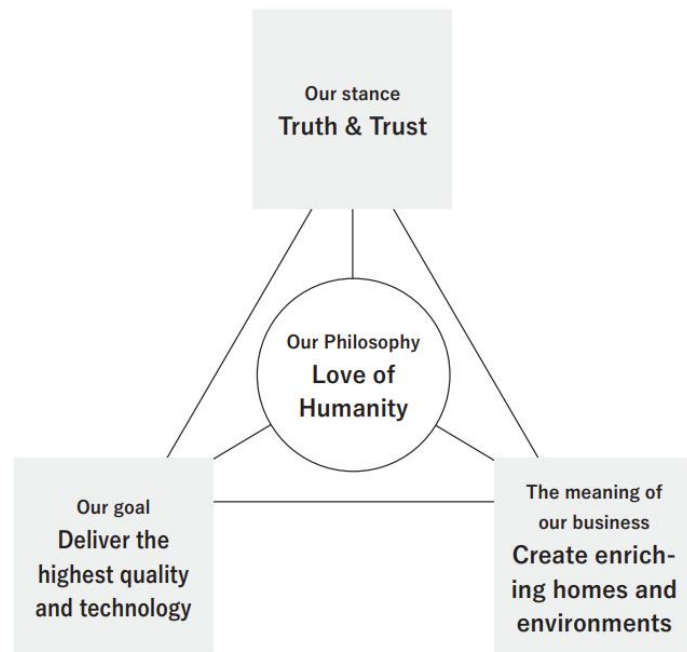 Our stance
Truth & Trust
Our Philosophy
Love of
Humanity
Our goal
Deliver the
highest quality
and technology
The meaning of
our business
Create enrich-
ing homes and
environments